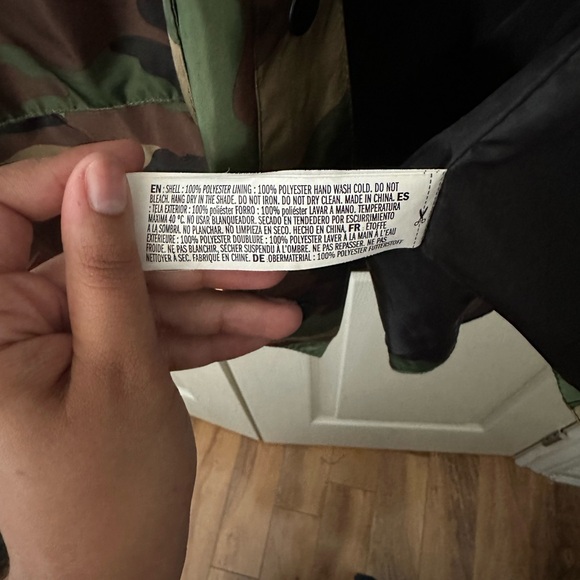 EN : SHELL : 100% POLYESTER LINING : 100% POLYESTER HAND WASH COLD. DO NOT
BLEACH. HANG DRY IN THE SHADE. DO NOT IRON. DO NOT DRY CLEAN. MADE IN CHINA. ES
: TELA EXTERIOR : 100% poliéster FORRO : 100% poliéster LAVAR A MANO. TEMPERATURA
MÁXIMA 40 ºC. NO USAR BLANQUEADOR. SECADO EN TENDEDERO POR ESCURRIMIENTO
A LA SOMBRA. NO PLANCHAR. NO LIMPIEZA EN SECO. HECHO EN CHINA. FR : ÉTOFFE
EXTÉRIEURE : 100% POLYESTER DOUBLURE : 100% POLYESTER LAVER À LA MAIN À L'EAU
FROIDE. NE PAS BLANCHIR. SÉCHER SUSPENDU À L'OMBRE. NE PAS REPASSER. NE PAS
NETTOYER À SEC. FABRIQUÉ EN CHINE. DE OBERMATERIAL : 100% POLYESTER FUTTERSTOFF